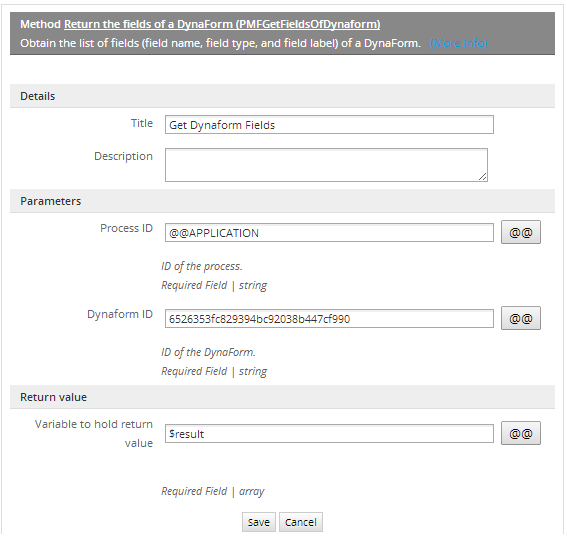 Method Return the fields of a DynaForm (PMFGetFieldsOfDynaform)
Obtain the list of fields (field name, field type, and field label) of a DynaForm. (More Info)
Details
Title Get Dynaform Fields
Description
Parameters
Process ID @@APPLICATION @@
ID of the process.
Required Field | string
Dynaform ID 6526353fc829394bc92038b447cf990 @@
ID of the DynaForm.
Required Field | string
Return value
Variable to hold return
value
$result @@
Required Field | array
Save Cancel